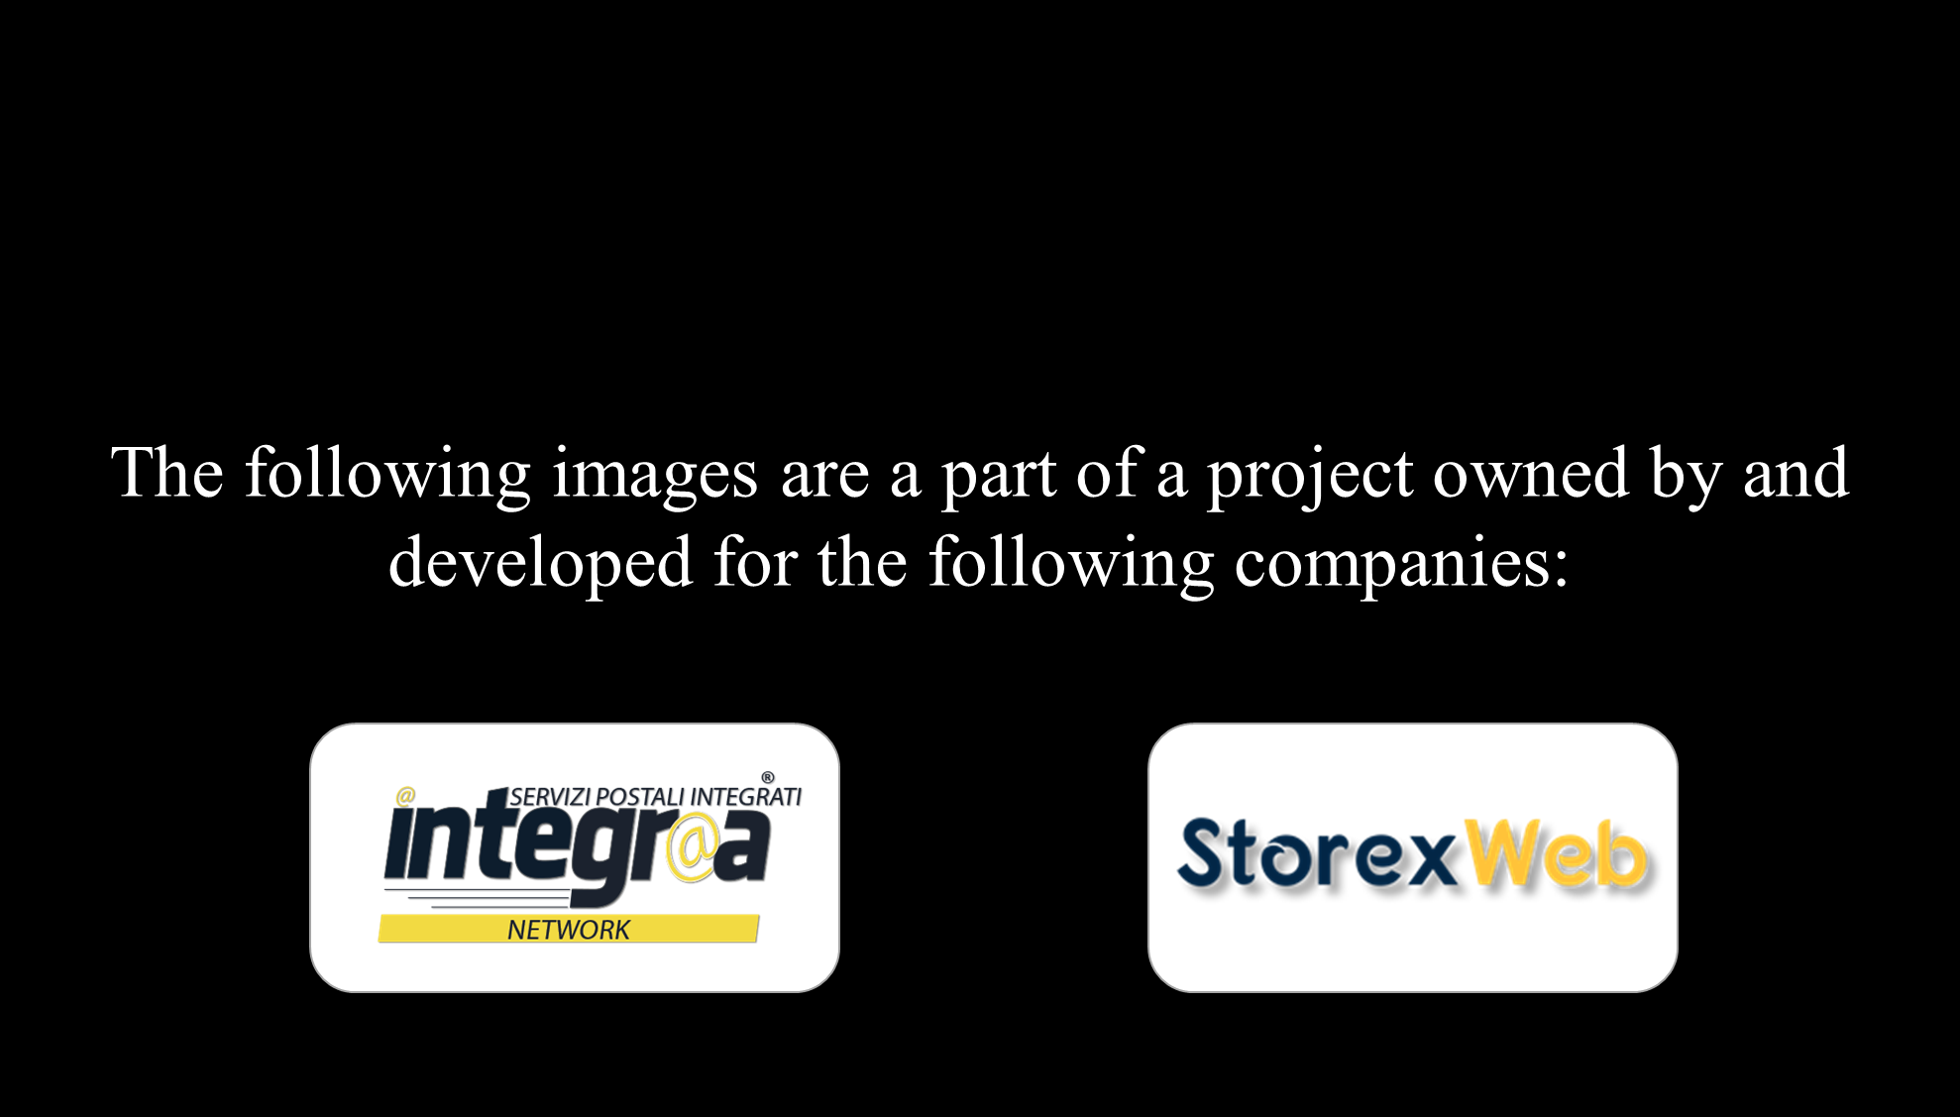 The following images are a part of a project owned by and
developed for the following companies:
®
SERVIZI POSTALI INTEGRATI
@integr@a
NETWORK
StorexWeb